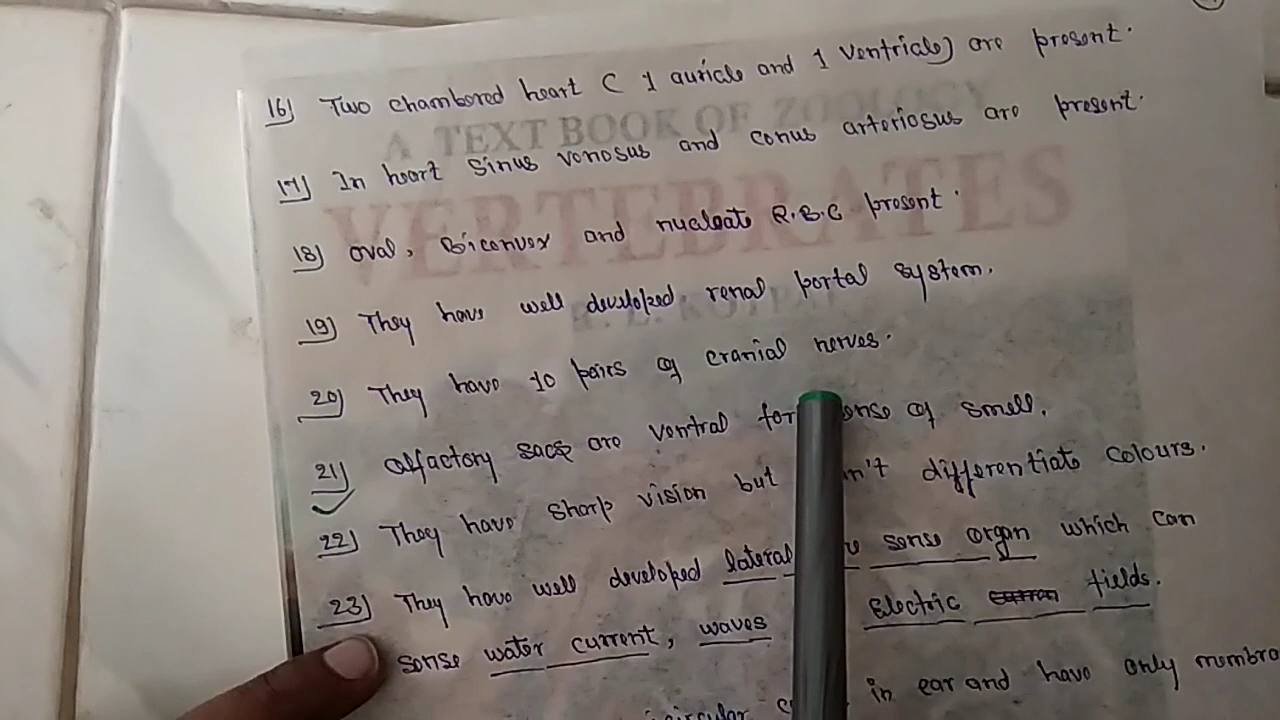 16) Two chambered heart ( 1 auricle and 1 ventricle) are present.
A TEXT BOOK OF ZOOLOGY
17) In heart sinus venosus and conus arteriosus are present.
VERTEBRATES
18) Oval, Biconvex and nucleate R.B.C present.
19) They have well developed renal portal system.
20) They have 10 pairs of cranial nerves.
21) Olfactory sacs are ventral for sense of smell.
22) They have sharp vision but differentiate colours.
23) They have well developed lateral sense organ which can
sense water current, waves Electric fields.
in ear and have only